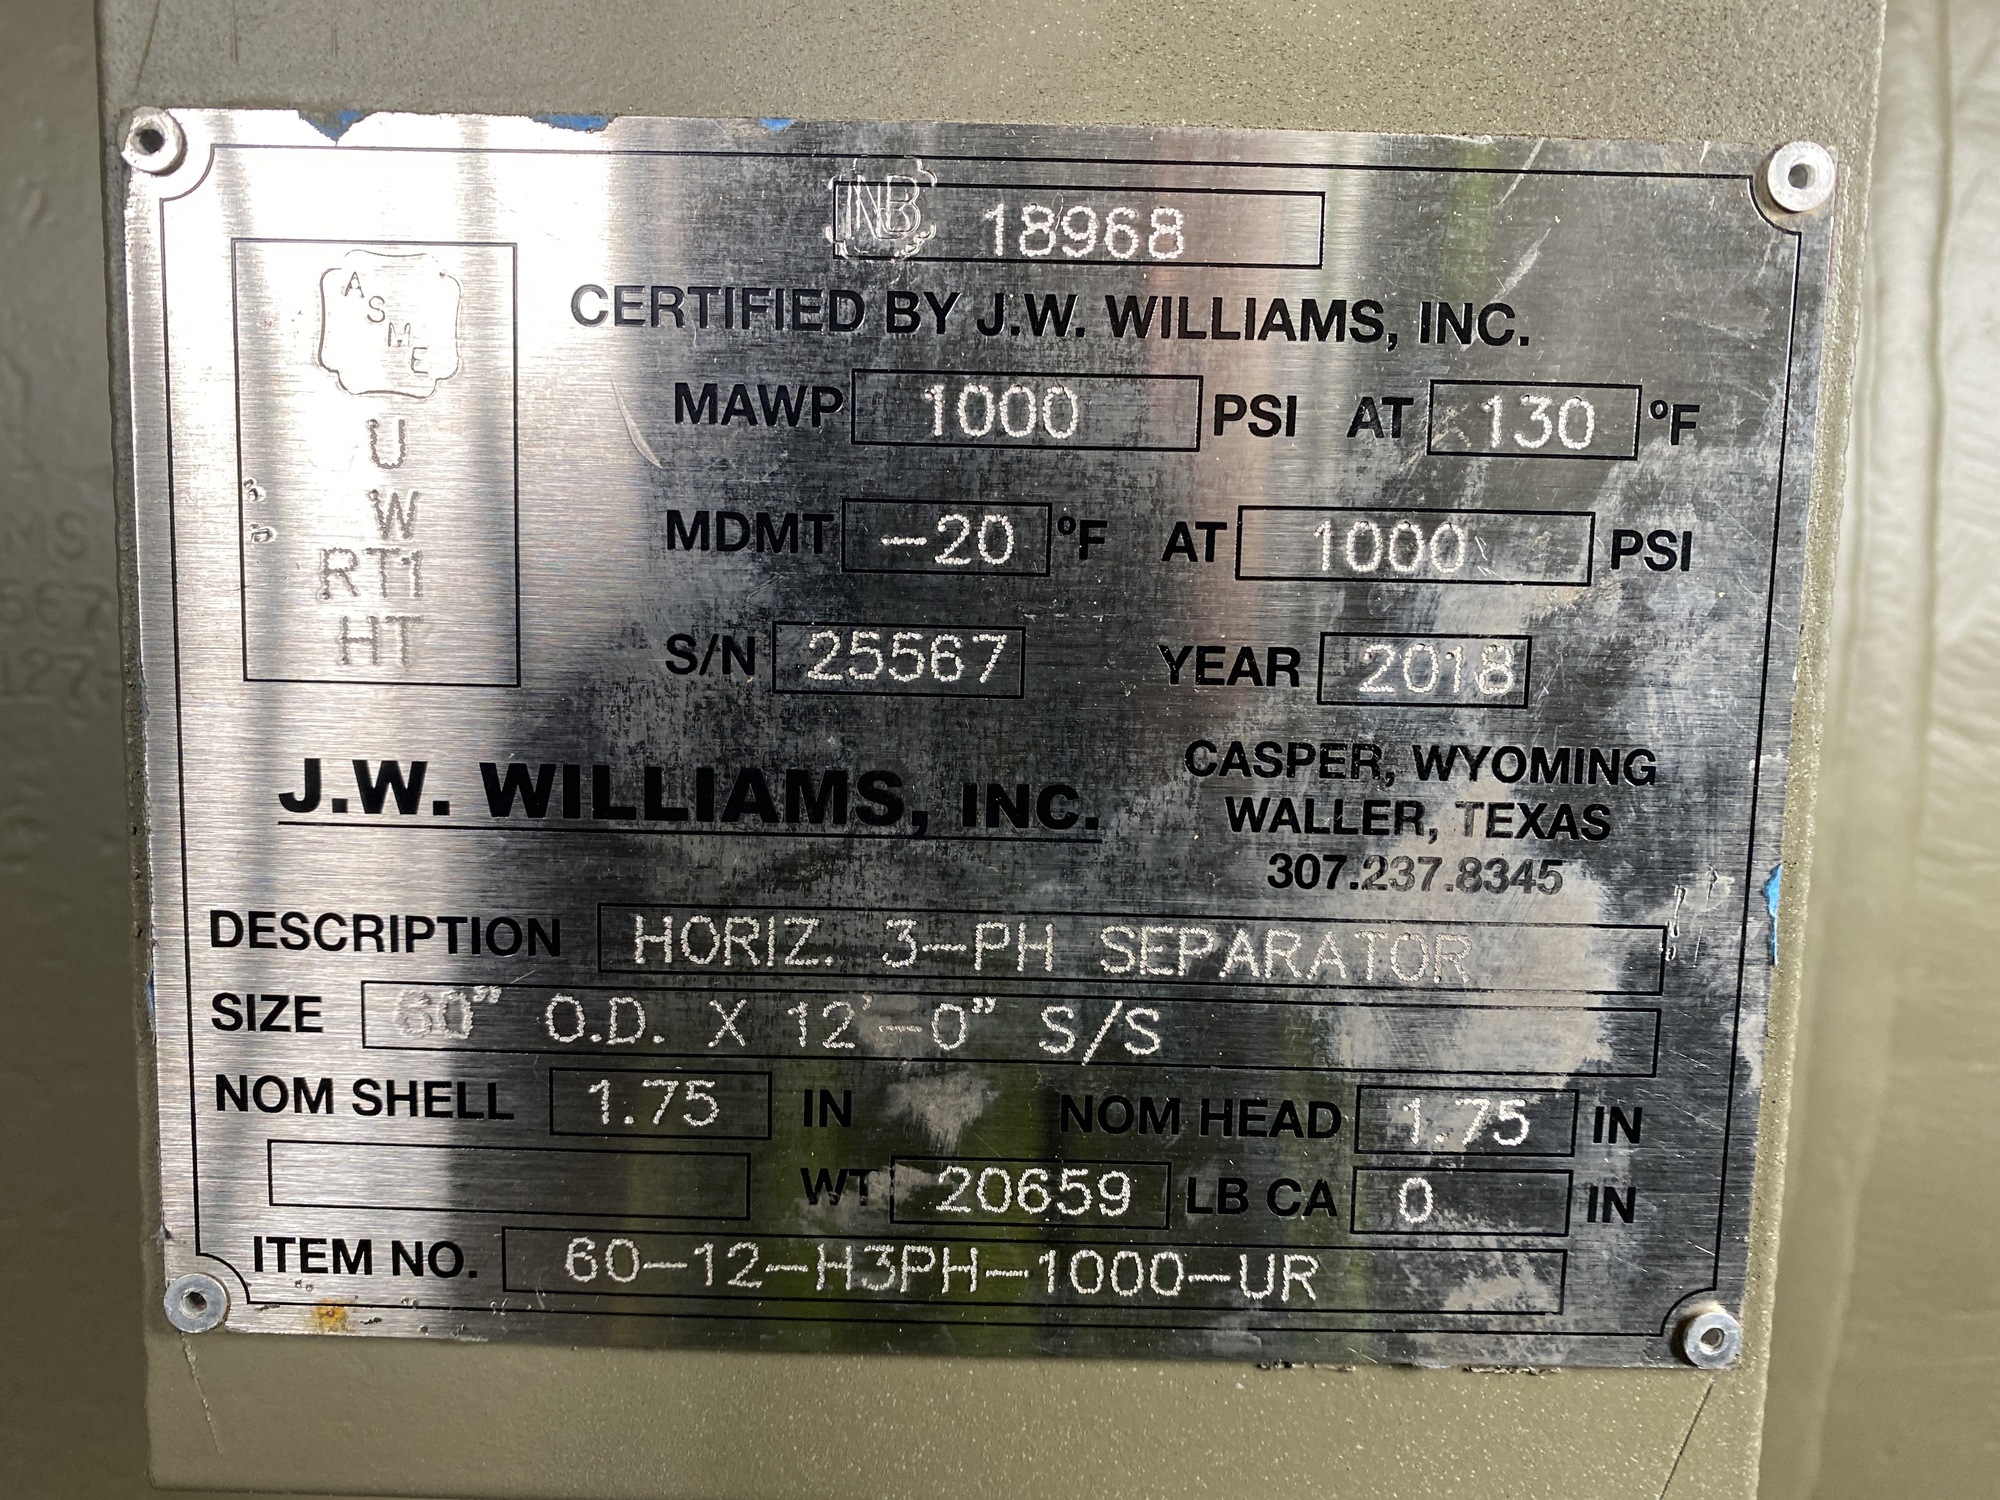 NB 18968
CERTIFIED BY J.W. WILLIAMS, INC.
ASME
U
W
RT1
HT
MAWP 1000 PSI AT 130 °F
MDMT -20 °F AT 1000 PSI
S/N 25567 YEAR 2018
J.W. WILLIAMS, INC.
CASPER, WYOMING
WALLER, TEXAS
307.237.8345
DESCRIPTION HORIZ. 3-PH SEPARATOR
SIZE 60" O.D. X 12'-0" S/S
NOM SHELL 1.75 IN NOM HEAD 1.75 IN
WT 20659 LB CA 0 IN
ITEM NO. 60-12-H3PH-1000-UR